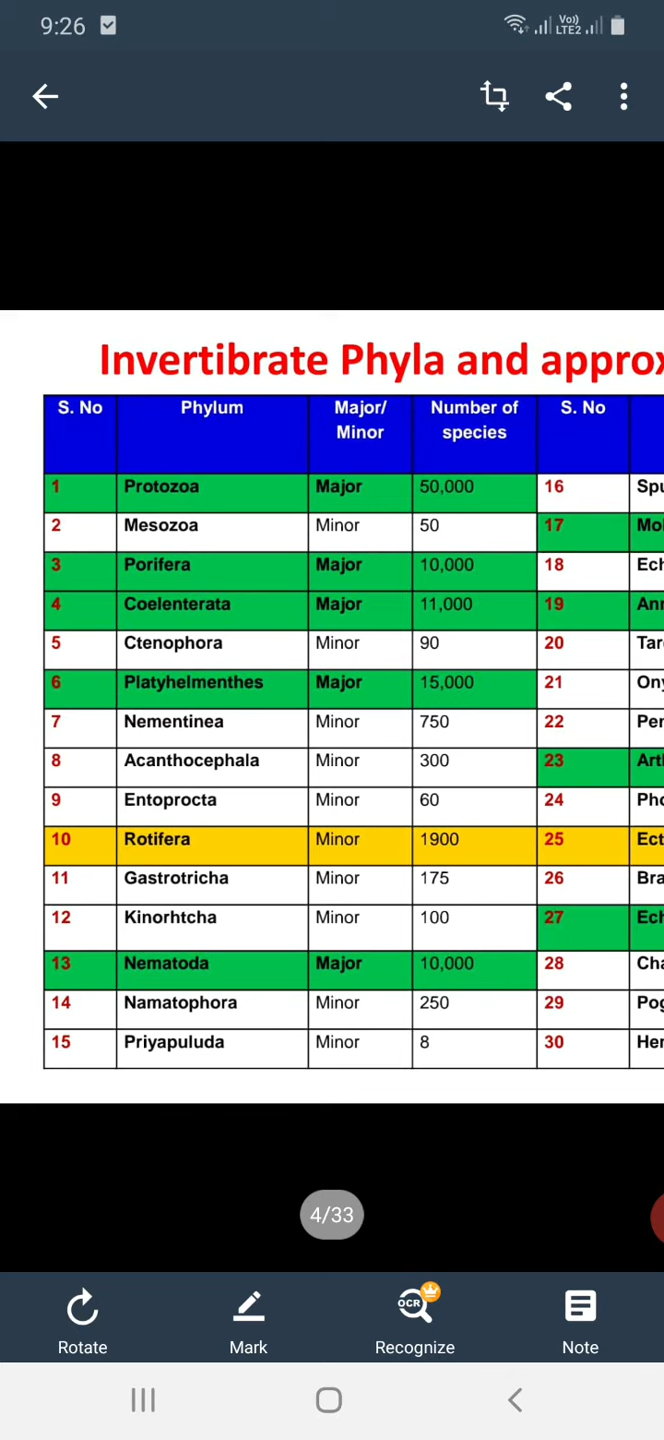 9:26
Vo)) LTE2
Invertibrate Phyla and approx
S. No Phylum Major/ Minor Number of species S. No
1 Protozoa Major 50,000 16 Spu
2 Mesozoa Minor 50 17 Mol
3 Porifera Major 10,000 18 Ech
4 Coelenterata Major 11,000 19 Ann
5 Ctenophora Minor 90 20 Tar
6 Platyhelmenthes Major 15,000 21 Ony
7 Nementinea Minor 750 22 Pen
8 Acanthocephala Minor 300 23 Art
9 Entoprocta Minor 60 24 Pho
10 Rotifera Minor 1900 25 Ect
11 Gastrotricha Minor 175 26 Bra
12 Kinorhtcha Minor 100 27 Ech
13 Nematoda Major 10,000 28 Cha
14 Namatophora Minor 250 29 Pog
15 Priyapuluda Minor 8 30 Her
4/33
OCR
Rotate Mark Recognize Note